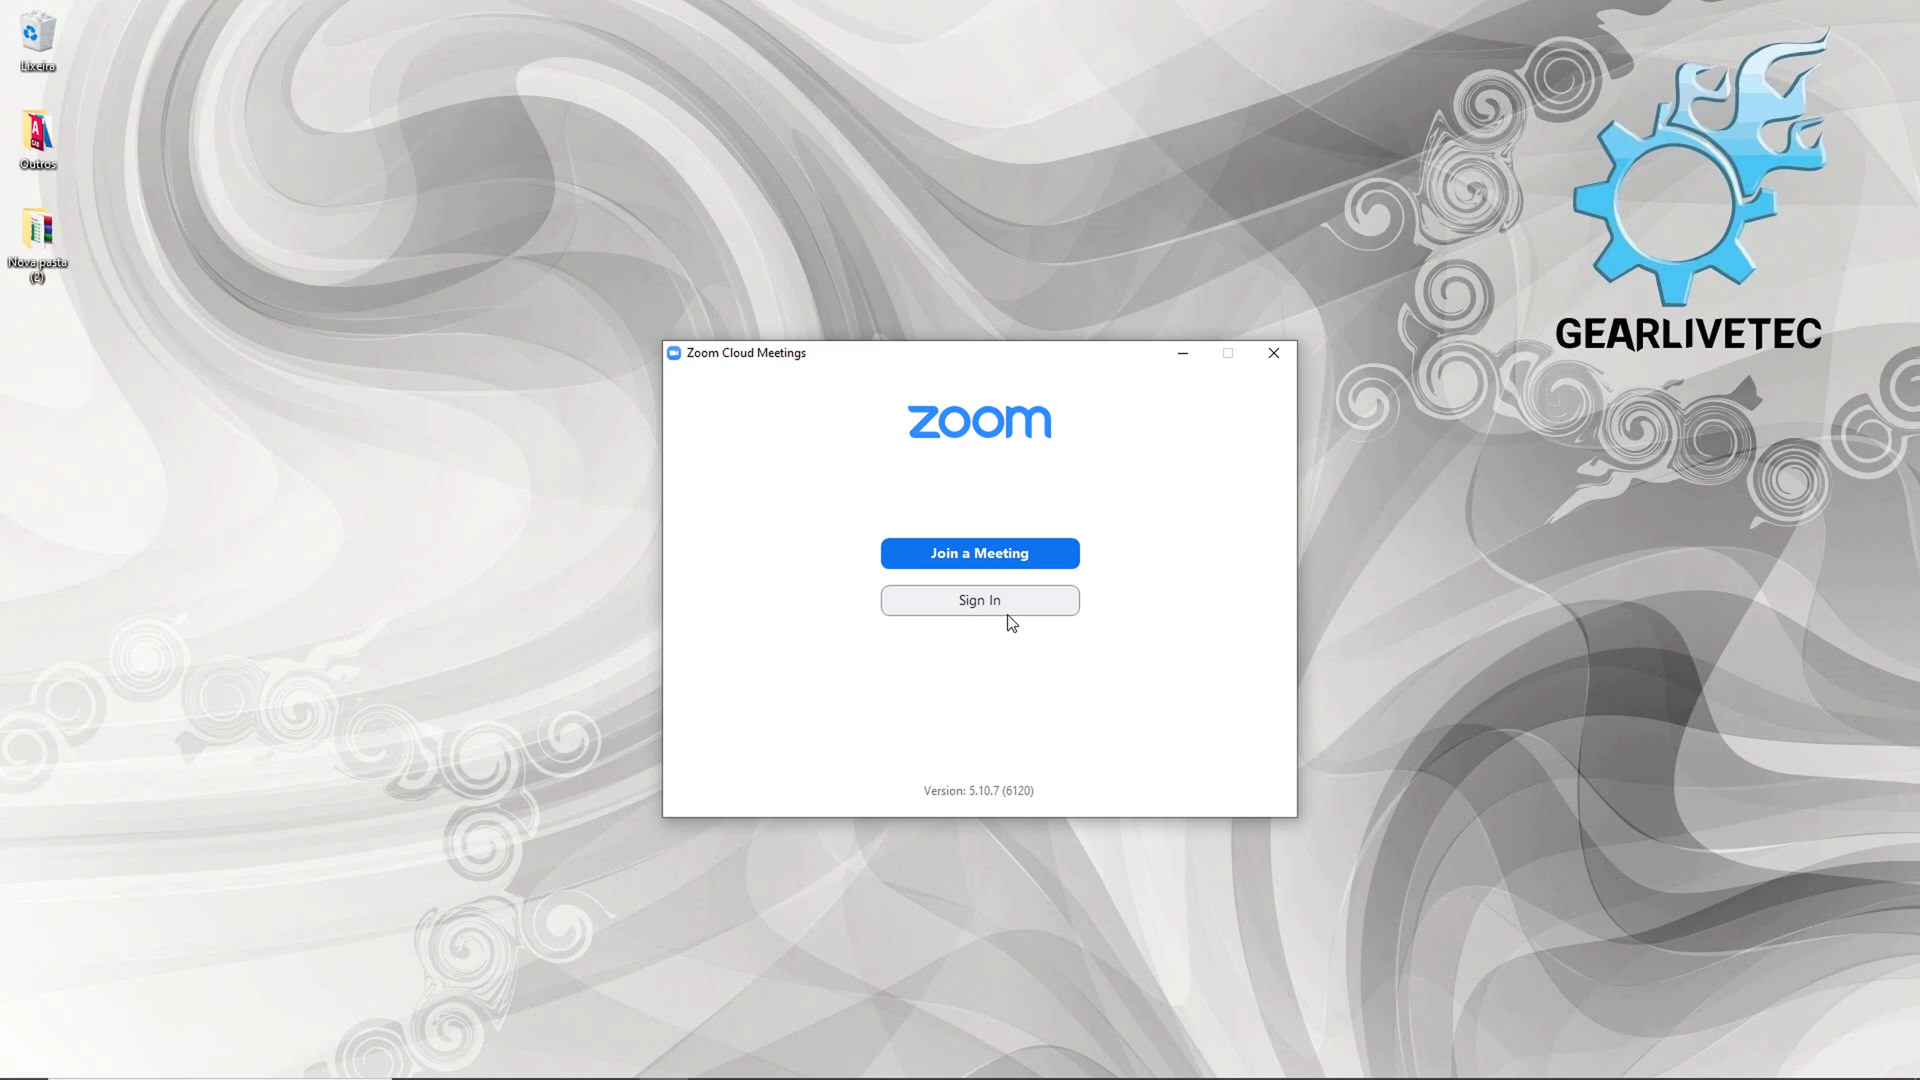 Lixeira
A
CAD
Outros
Nova pasta
(2)
GEARLIVETEC
Zoom Cloud Meetings
zoom
Join a Meeting
Sign In
Version: 5.10.7 (6120)